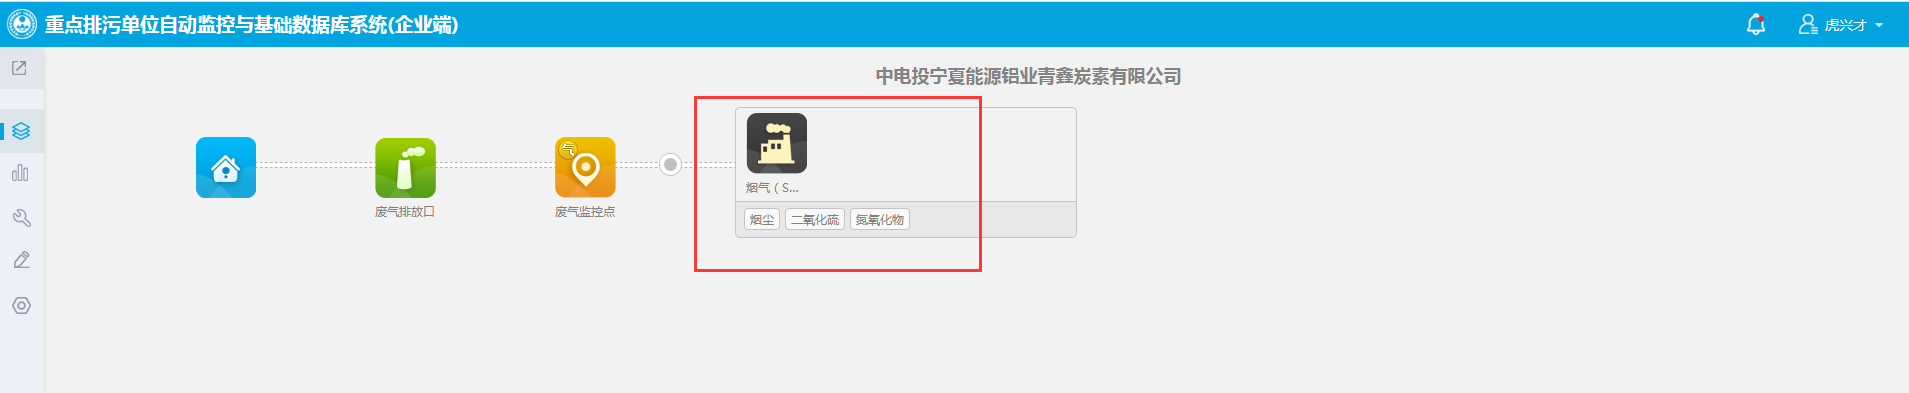 重点排污单位自动监控与基础数据库系统(企业端)
虎兴才
中电投宁夏能源铝业青鑫炭素有限公司
气
废气排放口
废气监控点
烟气（S...
烟尘 二氧化硫 氮氧化物